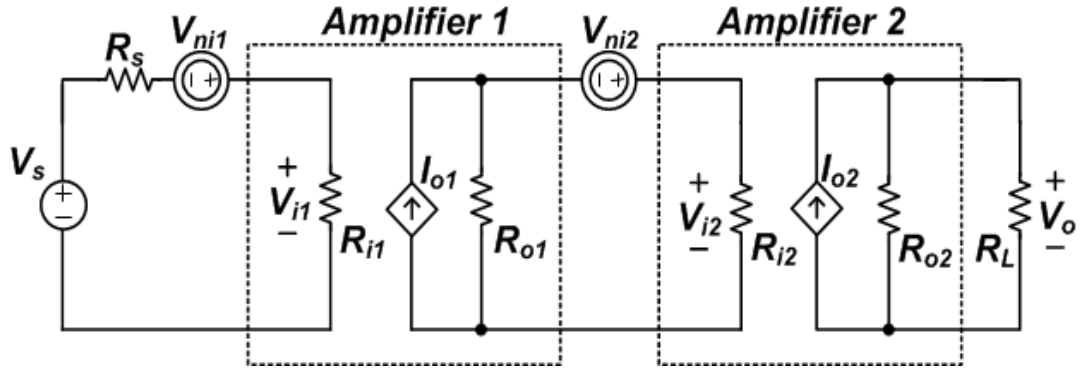 Amplifier 1
Amplifier 2
Rs
Vni1
Vni2
Vs
+
−
+
Vi1
−
Ri1
Io1
Ro1
+
Vi2
−
Ri2
Io2
Ro2
RL
+
Vo
−